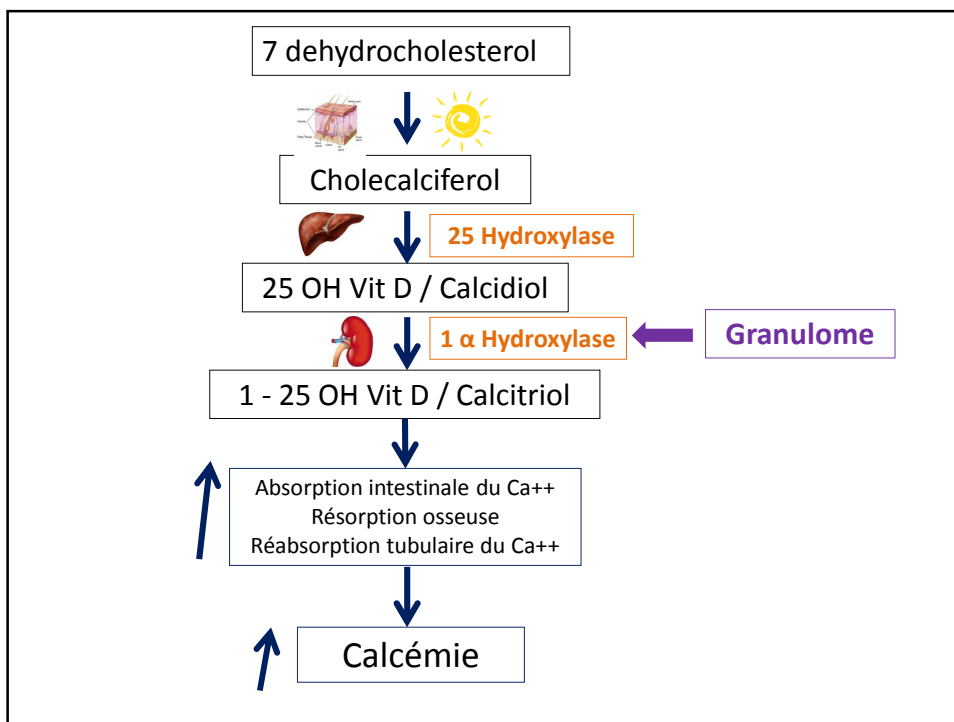 7 dehydrocholesterol
Cholecalciferol
25 Hydroxylase
25 OH Vit D / Calcidiol
1 α Hydroxylase
Granulome
1 - 25 OH Vit D / Calcitriol
Absorption intestinale du Ca++
Résorption osseuse
Réabsorption tubulaire du Ca++
Calcémie